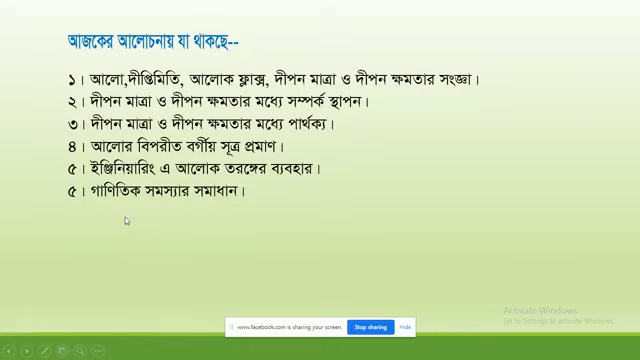 আজকের আলোচনায় যা থাকছে--
১। আলো,দীপ্তিমিতি, আলোক ফ্লাক্স, দীপন মাত্রা ও দীপন ক্ষমতার সংজ্ঞা।
২। দীপন মাত্রা ও দীপন ক্ষমতার মধ্যে সম্পর্ক স্থাপন।
৩। দীপন মাত্রা ও দীপন ক্ষমতার মধ্যে পার্থক্য।
৪। আলোর বিপরীত বর্গীয় সূত্র প্রমাণ।
৫। ইঞ্জিনিয়ারিং এ আলোক তরঙ্গের ব্যবহার।
৫। গাণিতিক সমস্যার সমাধান।
Activate Windows
Go to Settings to activate Windows.
www.facebook.com is sharing your screen. Stop sharing Hide